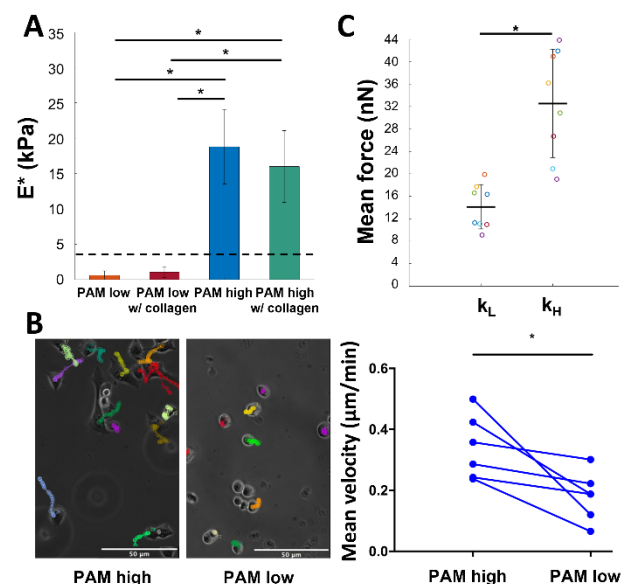 A
E* (kPa)
35
30
25
20
15
10
5
0
*
*
*
*
PAM low
PAM low
w/ collagen
PAM high
PAM high
w/ collagen
C
Mean force (nN)
44
40
36
32
28
24
20
16
12
8
4
0
*
kL
kH
B
50 μm
50 μm
PAM high
PAM low
Mean velocity (μm/min)
0.6
0.4
0.2
0.0
*
PAM high
PAM low